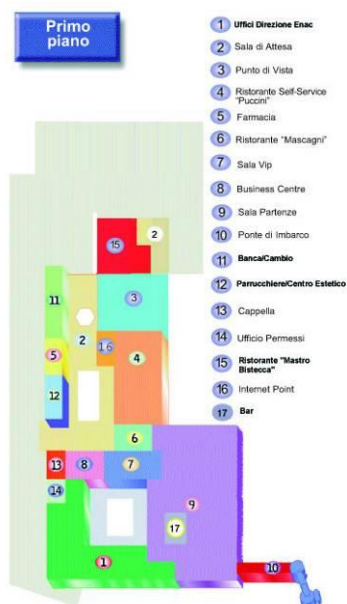 Primo
piano
1 Uffici Direzione Enac
2 Sala di Attesa
3 Punto di Vista
4 Ristorante Self-Service
"Puccini"
5 Farmacia
6 Ristorante "Mascagni"
7 Sala Vip
8 Business Centre
9 Sala Partenze
10 Ponte di Imbarco
11 Banca/Cambio
12 Parrucchiere/Centro Estetico
13 Cappella
14 Ufficio Permessi
15 Ristorante "Mastro
Bistecca"
16 Internet Point
17 Bar
2
15
3
11
2
16
4
5
12
6
13
8
7
14
9
17
1
10